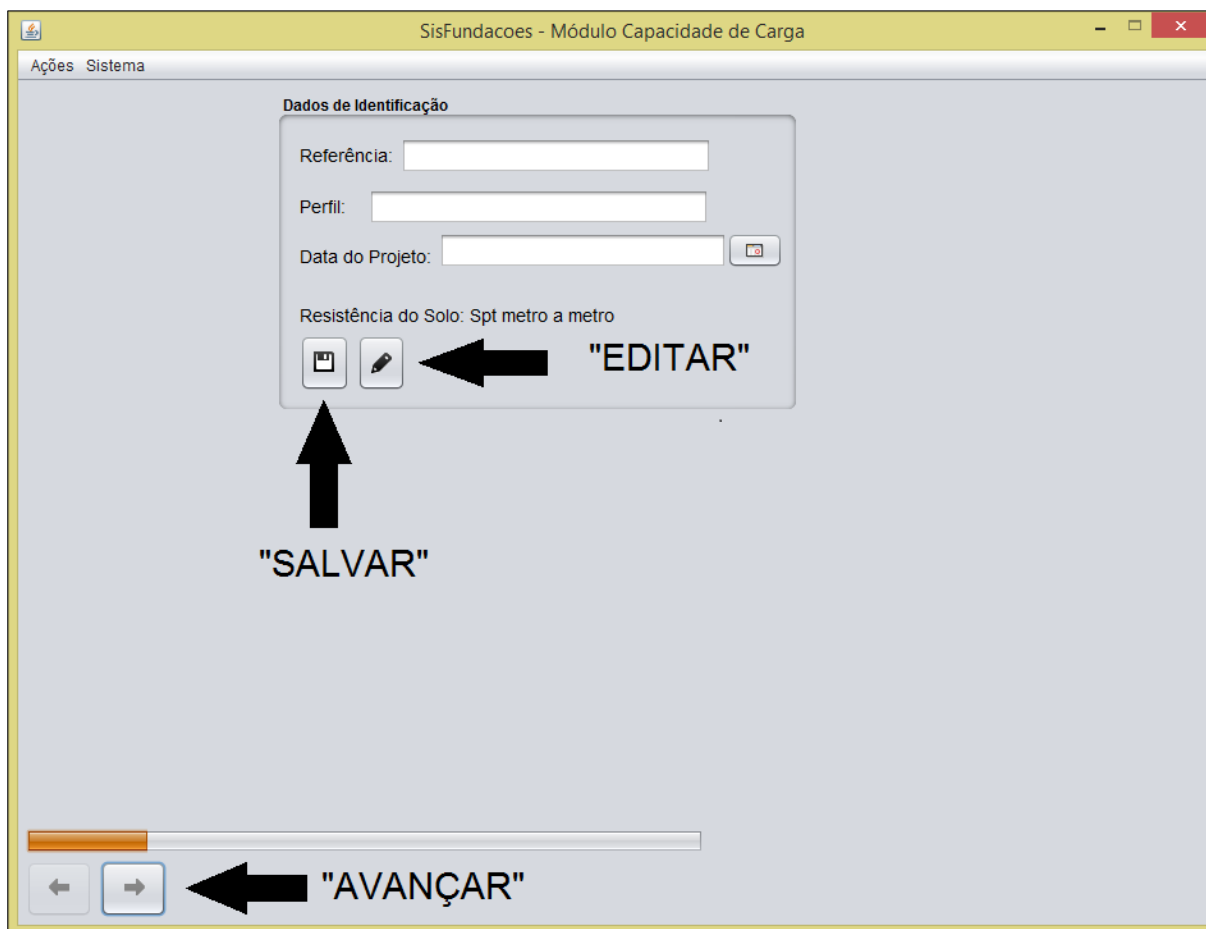 SisFundacoes - Módulo Capacidade de Carga
Ações Sistema
Dados de Identificação
Referência:
Perfil:
Data do Projeto:
Resistência do Solo: Spt metro a metro
"EDITAR"
"SALVAR"
"AVANÇAR"